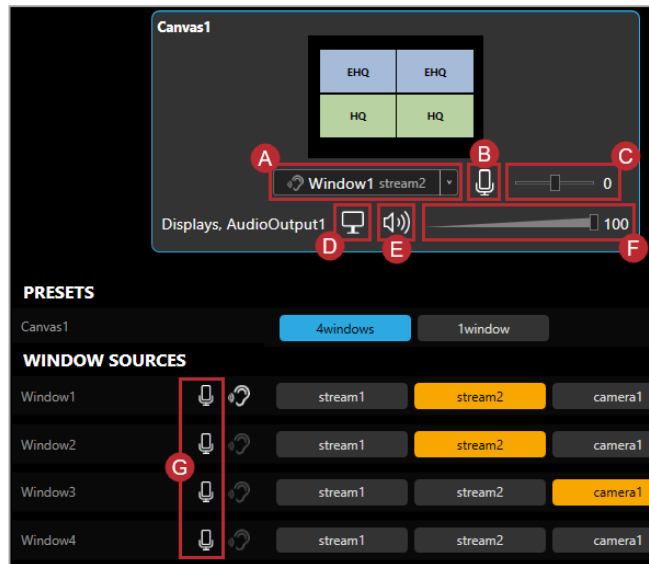 Canvas1
EHQ EHQ
HQ HQ
A B C
Window1 stream2 0
Displays, AudioOutput1 100
D E F
PRESETS
Canvas1 4windows 1window
WINDOW SOURCES
Window1 stream1 stream2 camera1
Window2 stream1 stream2 camera1
G
Window3 stream1 stream2 camera1
Window4 stream1 stream2 camera1